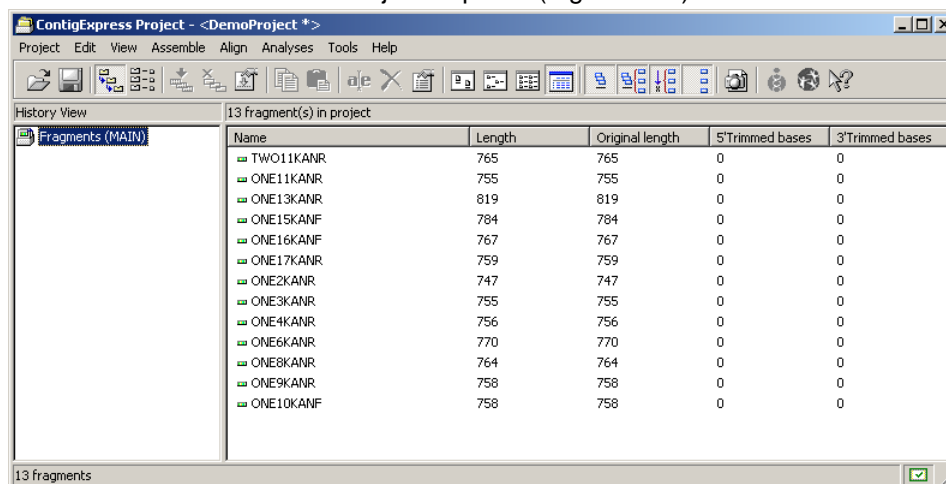 ContigExpress Project - <DemoProject *>
Project Edit View Assemble Align Analyses Tools Help
History View 13 fragment(s) in project
Fragments (MAIN) Name Length Original length 5'Trimmed bases 3'Trimmed bases
TWO11KANR 765 765 0 0
ONE11KANR 755 755 0 0
ONE13KANR 819 819 0 0
ONE15KANF 784 784 0 0
ONE16KANF 767 767 0 0
ONE17KANR 759 759 0 0
ONE2KANR 747 747 0 0
ONE3KANR 755 755 0 0
ONE4KANR 756 756 0 0
ONE6KANR 770 770 0 0
ONE8KANR 764 764 0 0
ONE9KANR 758 758 0 0
ONE10KANF 758 758 0 0
13 fragments